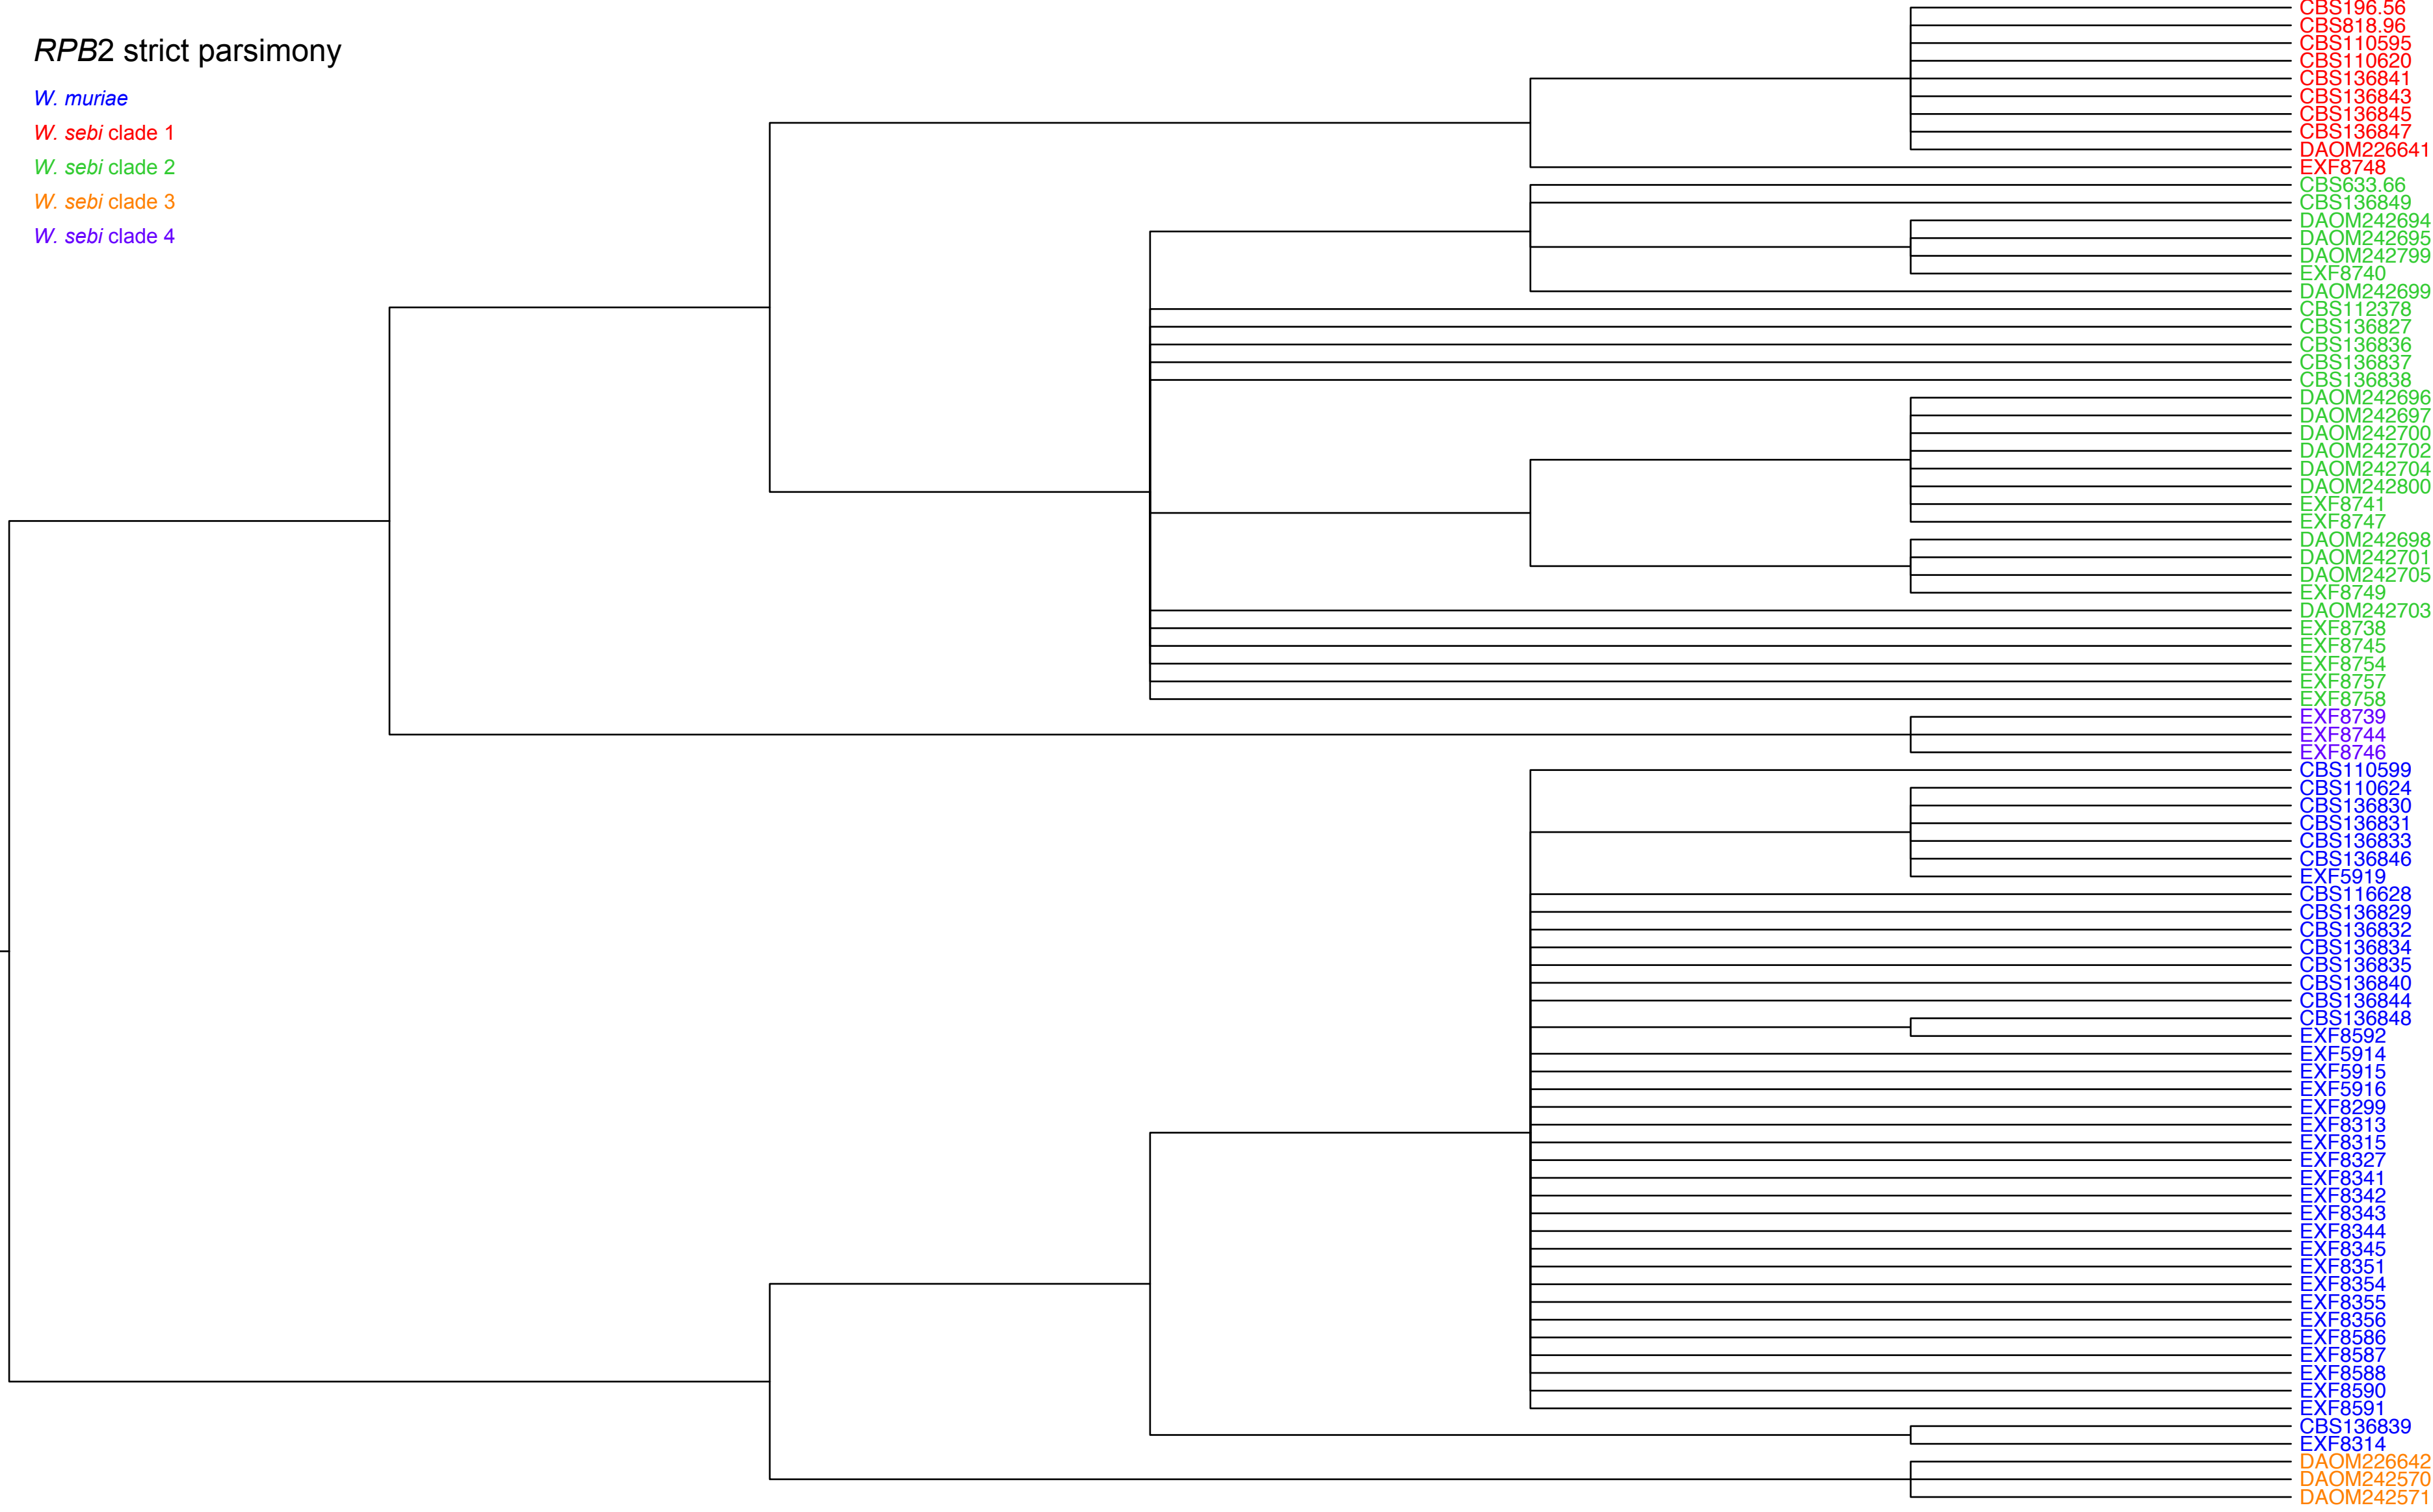 RPB2 strict parsimony
W. muriae
W. sebi clade 1
W. sebi clade 2
W. sebi clade 3
W. sebi clade 4
CBS196.56
CBS818.96
CBS110595
CBS110620
CBS136841
CBS136843
CBS136845
CBS136847
DAOM226641
EXF8748
CBS633.66
CBS136849
DAOM242694
DAOM242695
DAOM242799
EXF8740
DAOM242699
CBS112378
CBS136827
CBS136836
CBS136837
CBS136838
DAOM242696
DAOM242697
DAOM242700
DAOM242702
DAOM242704
DAOM242800
EXF8741
EXF8747
DAOM242698
DAOM242701
DAOM242705
EXF8749
DAOM242703
EXF8738
EXF8745
EXF8754
EXF8757
EXF8758
EXF8739
EXF8744
EXF8746
CBS110599
CBS110624
CBS136830
CBS136831
CBS136833
CBS136846
EXF5919
CBS116628
CBS136829
CBS136832
CBS136834
CBS136835
CBS136840
CBS136844
CBS136848
EXF8592
EXF5914
EXF5915
EXF5916
EXF8299
EXF8313
EXF8315
EXF8327
EXF8341
EXF8342
EXF8343
EXF8344
EXF8345
EXF8351
EXF8354
EXF8355
EXF8356
EXF8586
EXF8587
EXF8588
EXF8590
EXF8591
CBS136839
EXF8314
DAOM226642
DAOM242570
DAOM242571